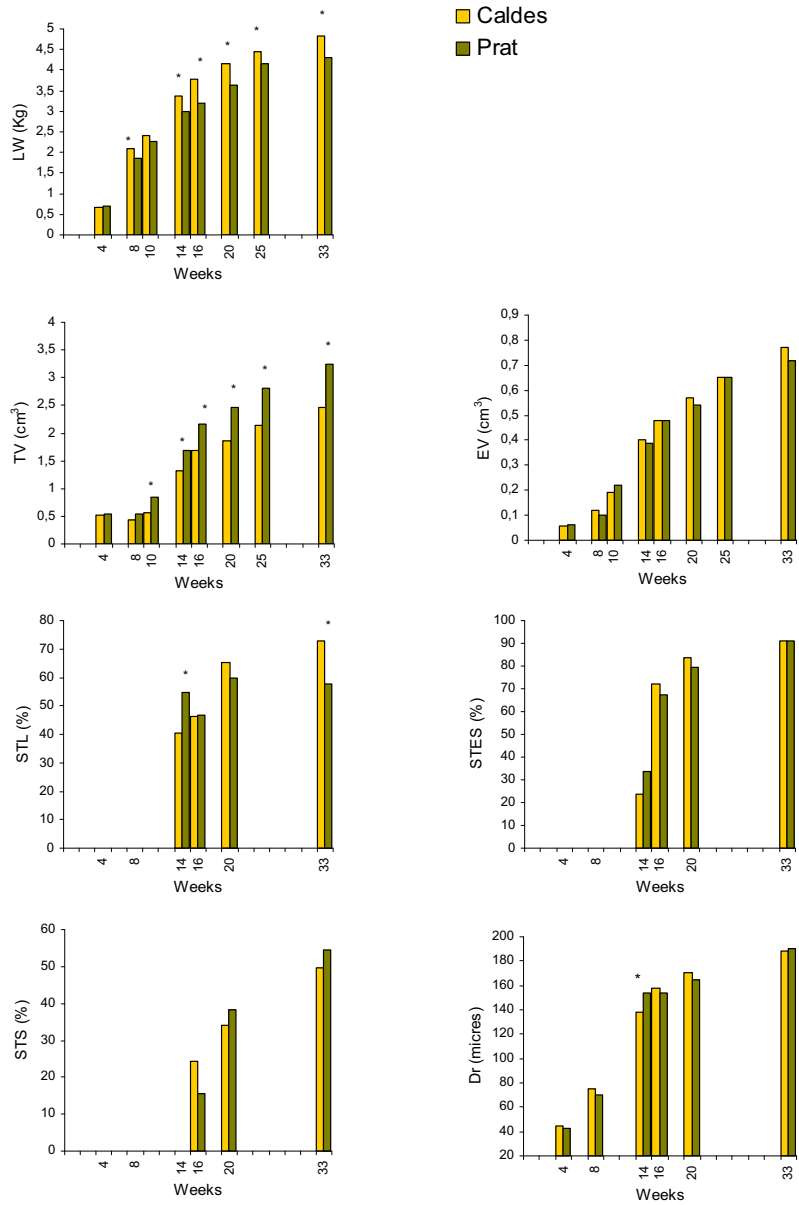 Caldes
Prat
LW (Kg)
5
4,5
4
3,5
3
2,5
2
1,5
1
0,5
0
* * * * * *
4 8 10 14 16 20 25 33
Weeks
TV (cm³)
4
3,5
3
2,5
2
1,5
1
0,5
0
* * * * * *
4 8 10 14 16 20 25 33
Weeks
EV (cm³)
0,9
0,8
0,7
0,6
0,5
0,4
0,3
0,2
0,1
0
4 8 10 14 16 20 25 33
Weeks
STL (%)
80
70
60
50
40
30
20
10
0
* *
4 8 14 16 20 33
Weeks
STES (%)
100
90
80
70
60
50
40
30
20
10
0
4 8 14 16 20 33
Weeks
STS (%)
60
50
40
30
20
10
0
4 8 14 16 20 33
Weeks
Dr (micres)
200
180
160
140
120
100
80
60
40
20
*
4 8 14 16 20 33
Weeks